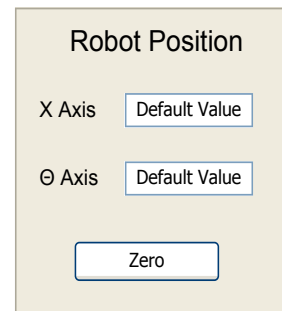 Robot Position
X Axis Default Value
Θ Axis Default Value
Zero